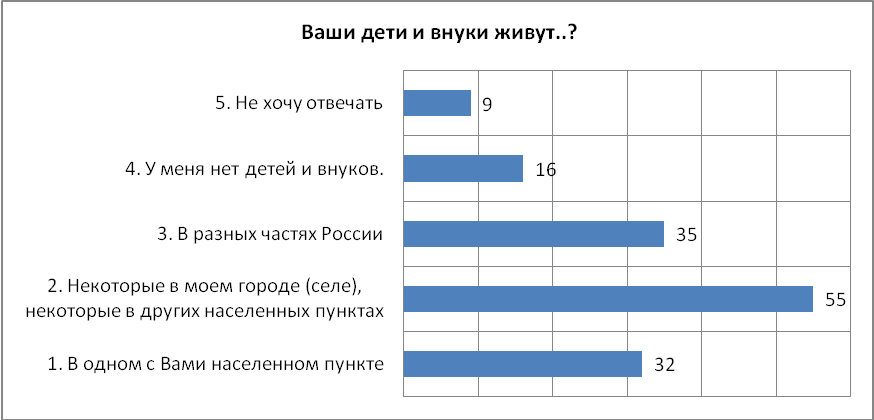 Ваши дети и внуки живут..?
5. Не хочу отвечать
9
4. У меня нет детей и внуков.
16
3. В разных частях России
35
2. Некоторые в моем городе (селе),
некоторые в других населенных пунктах
55
1. В одном с Вами населенном пункте
32